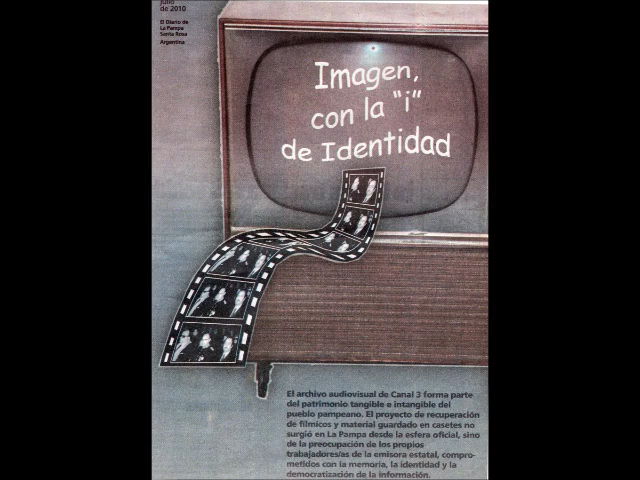 Julio
de 2010
El Diario de
La Pampa
Santa Rosa
Argentina
Imagen,
con la "i"
de Identidad
El archivo audiovisual de Canal 3 forma parte
del patrimonio tangible e intangible del
pueblo pampeano. El proyecto de recuperación
de fílmicos y material guardado en casetes no
surgió en La Pampa desde la esfera oficial, sino
de la preocupación de los propios
trabajadores/as de la emisora estatal, compro-
metidos con la memoria, la identidad y la
democratización de la información.